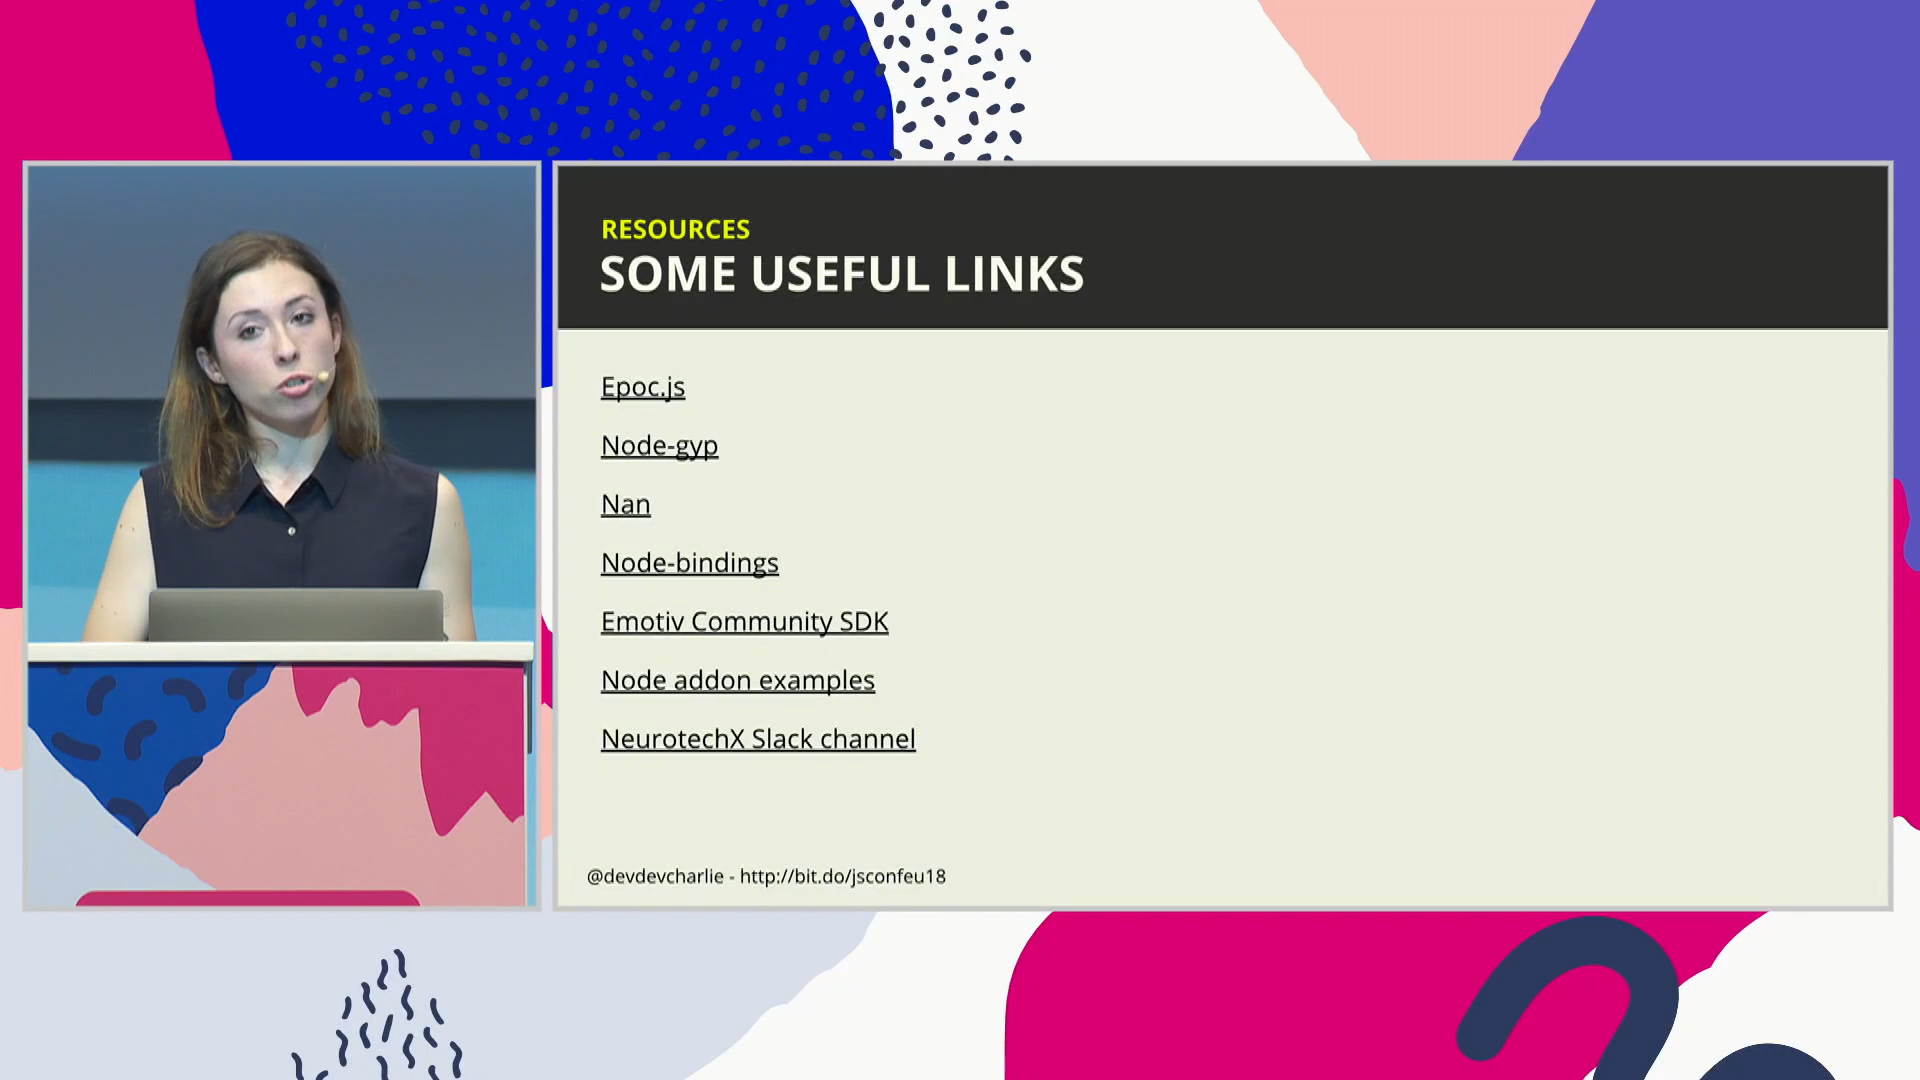 RESOURCES
SOME USEFUL LINKS
Epoc.js
Node-gyp
Nan
Node-bindings
Emotiv Community SDK
Node addon examples
NeurotechX Slack channel
@devdevcharlie - http://bit.do/jsconfeu18